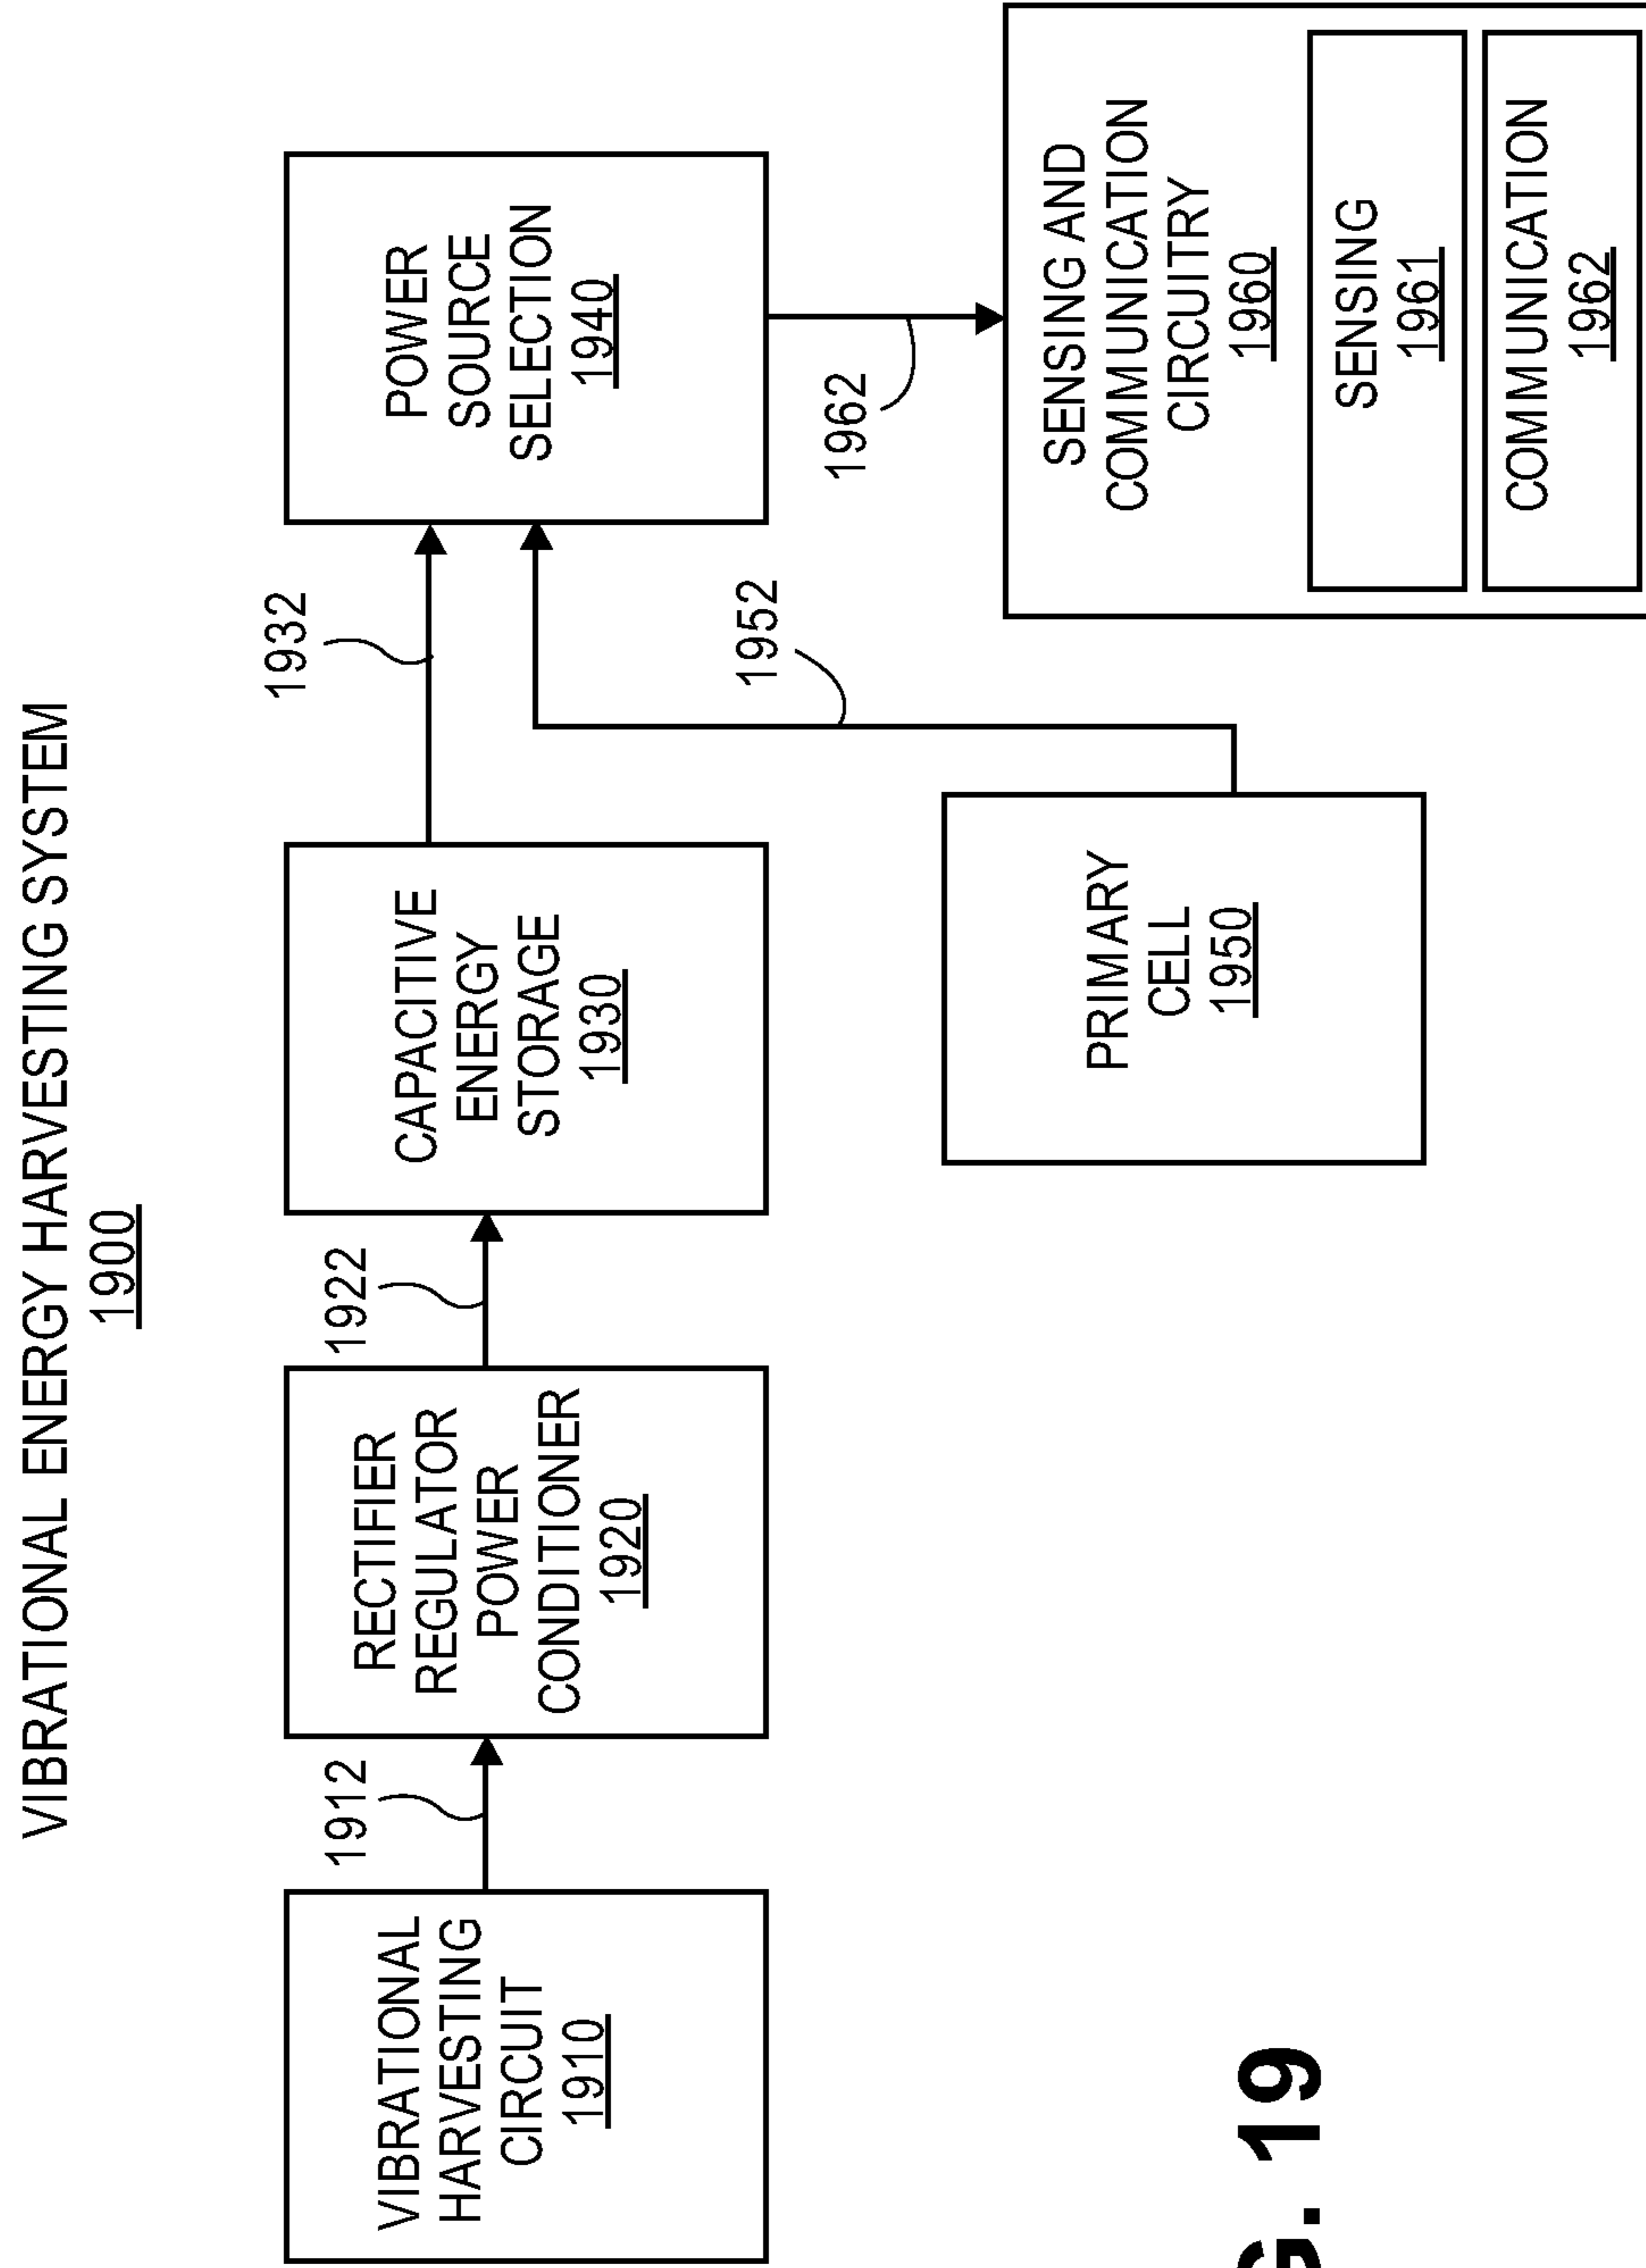 VIBRATIONAL ENERGY HARVESTING SYSTEM
1900
VIBRATIONAL
HARVESTING
CIRCUIT
1910
1912
RECTIFIER
REGULATOR
POWER
CONDITIONER
1920
1922
CAPACITIVE
ENERGY
STORAGE
1930
1932
POWER
SOURCE
SELECTION
1940
PRIMARY
CELL
1950
1952
1962
SENSING AND
COMMUNICATION
CIRCUITRY
1960
SENSING
1961
COMMUNICATION
1962
G. 19